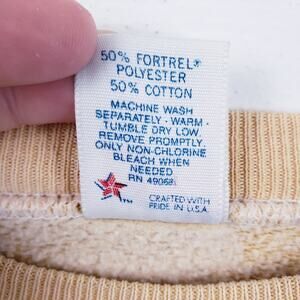 50% FORTREL®
POLYESTER
50% COTTON
MACHINE WASH
SEPARATELY · WARM ·
TUMBLE DRY LOW.
REMOVE PROMPTLY.
ONLY NON-CHLORINE
BLEACH WHEN
NEEDED
RN 49068
CRAFTED WITH
PRIDE IN U.S.A.
TM